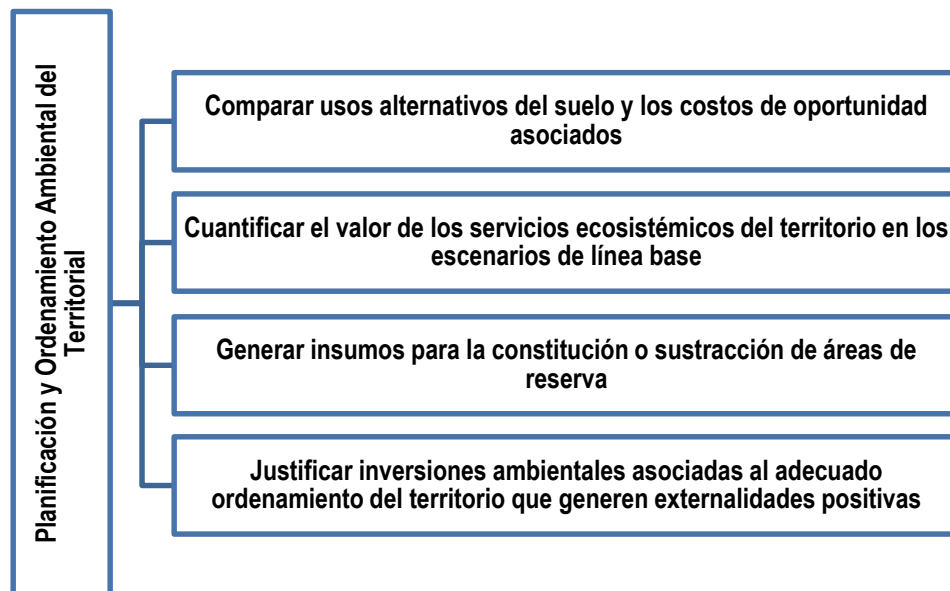 Planificación y Ordenamiento Ambiental del
Territorial
Comparar usos alternativos del suelo y los costos de oportunidad
asociados
Cuantificar el valor de los servicios ecosistémicos del territorio en los
escenarios de línea base
Generar insumos para la constitución o sustracción de áreas de
reserva
Justificar inversiones ambientales asociadas al adecuado
ordenamiento del territorio que generen externalidades positivas